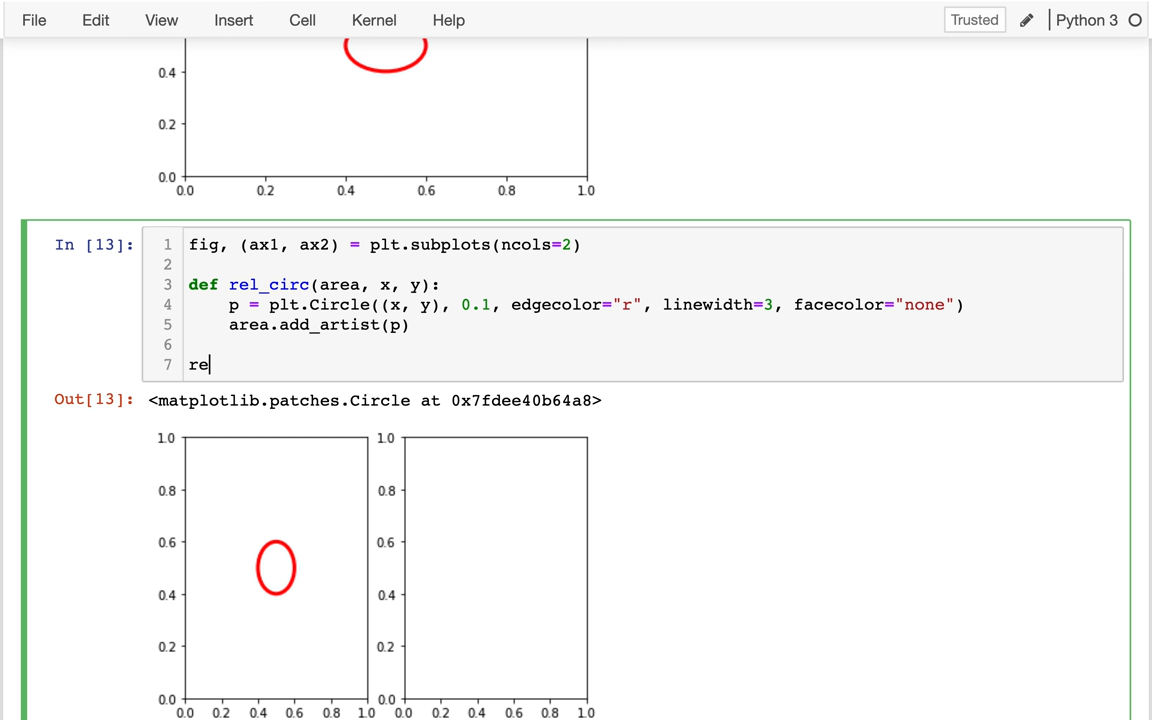 File Edit View Insert Cell Kernel Help Trusted Python 3
0.4
0.2
0.0
0.0 0.2 0.4 0.6 0.8 1.0
In [13]: 1 fig, (ax1, ax2) = plt.subplots(ncols=2)
2
3 def rel_circ(area, x, y):
4     p = plt.Circle((x, y), 0.1, edgecolor="r", linewidth=3, facecolor="none")
5     area.add_artist(p)
6
7 re
Out[13]: <matplotlib.patches.Circle at 0x7fdee40b64a8>
1.0 1.0
0.8 0.8
0.6 0.6
0.4 0.4
0.2 0.2
0.0 0.0
0.0 0.2 0.4 0.6 0.8 1.0 0.0 0.2 0.4 0.6 0.8 1.0